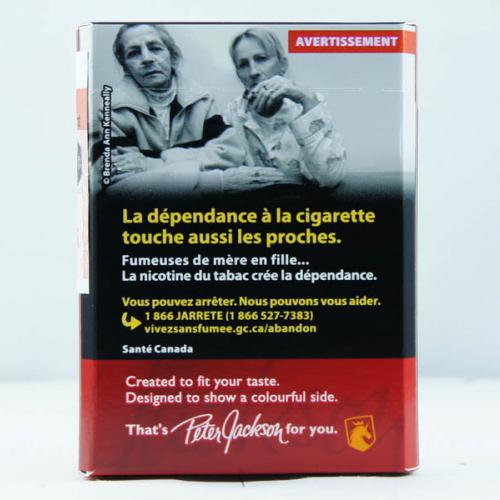 AVERTISSEMENT
© Brenda Ann Kenneally
La dépendance à la cigarette
touche aussi les proches.
Fumeuses de mère en fille...
La nicotine du tabac crée la dépendance.
Vous pouvez arrêter. Nous pouvons vous aider.
1 866 JARRETE (1 866 527-7383)
vivezsansfumee.gc.ca/abandon
Santé Canada
Created to fit your taste.
Designed to show a colourful side.
That's Peter Jackson for you.